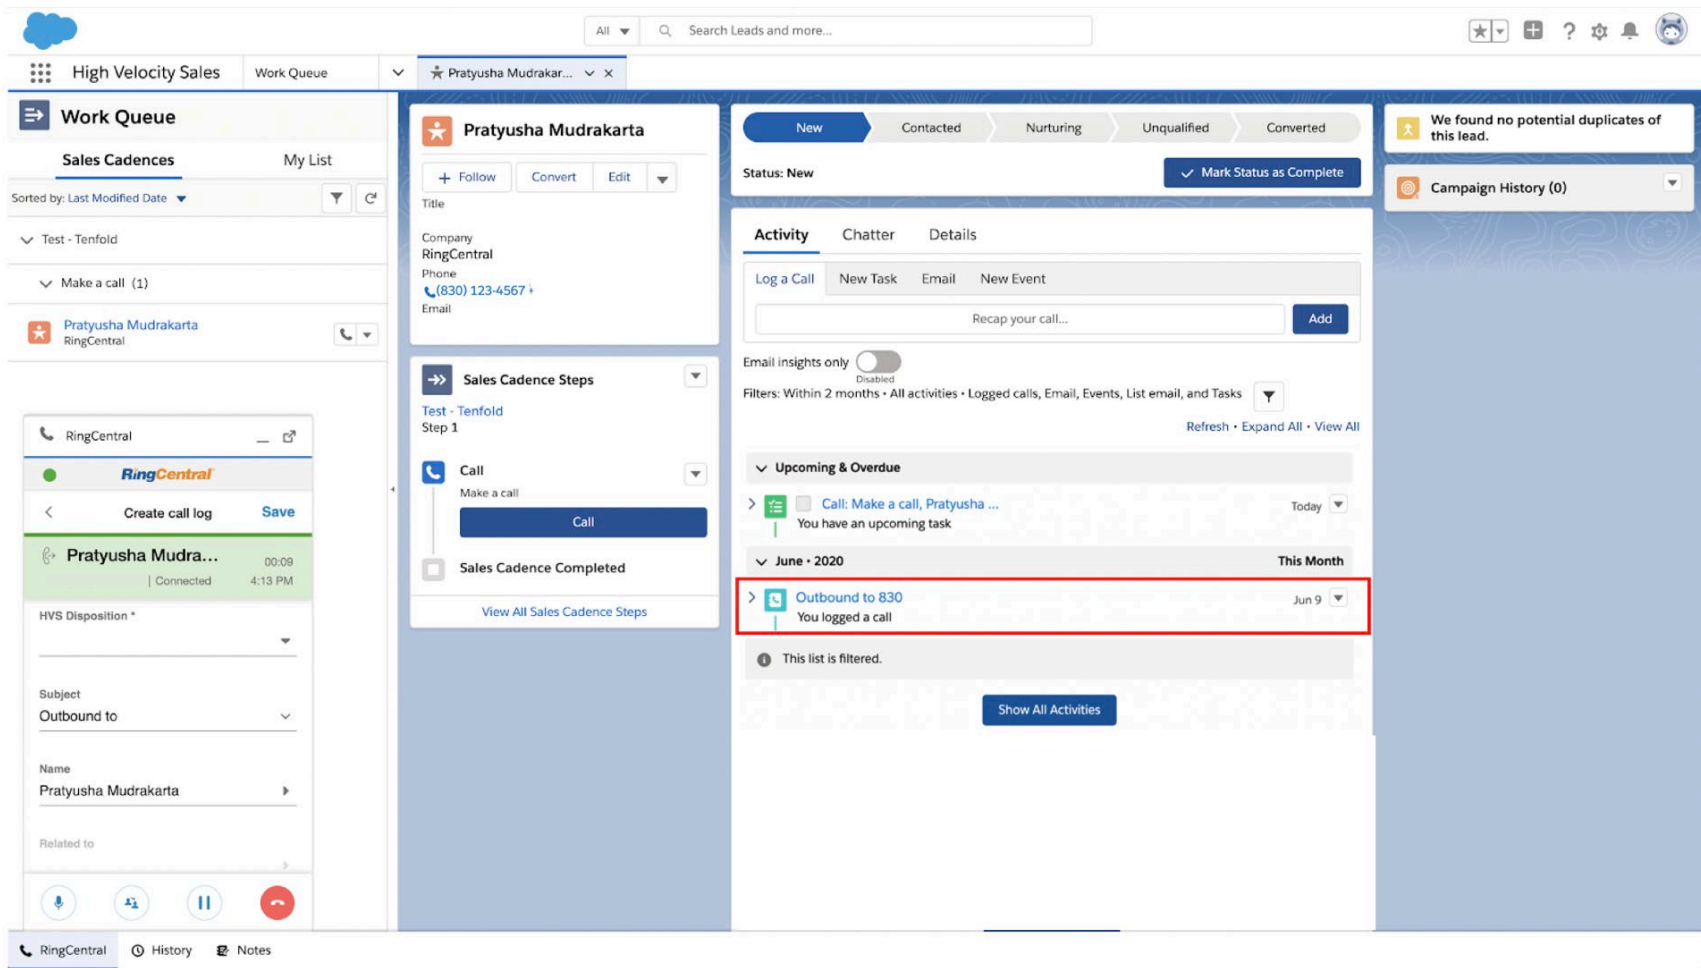 All
Search Leads and more...
High Velocity Sales
Work Queue
Pratyusha Mudrakar...
Work Queue
Sales Cadences
My List
Sorted by: Last Modified Date
Test - Tenfold
Make a call (1)
Pratyusha Mudrakarta
RingCentral
RingCentral
RingCentral
Create call log
Save
Pratyusha Mudra...
00:09
| Connected
4:13 PM
HVS Disposition *
Subject
Outbound to
Name
Pratyusha Mudrakarta
Related to
Pratyusha Mudrakarta
+ Follow
Convert
Edit
Title
Company
RingCentral
Phone
(830) 123-4567
Email
Sales Cadence Steps
Test - Tenfold
Step 1
Call
Make a call
Call
Sales Cadence Completed
View All Sales Cadence Steps
New
Contacted
Nurturing
Unqualified
Converted
Status: New
Mark Status as Complete
Activity
Chatter
Details
Log a Call
New Task
Email
New Event
Recap your call...
Add
Email insights only
Disabled
Filters: Within 2 months • All activities • Logged calls, Email, Events, List email, and Tasks
Refresh • Expand All • View All
Upcoming & Overdue
Call: Make a call, Pratyusha ...
Today
You have an upcoming task
June • 2020
This Month
Outbound to 830
Jun 9
You logged a call
This list is filtered.
Show All Activities
We found no potential duplicates of
this lead.
Campaign History (0)
RingCentral
History
Notes